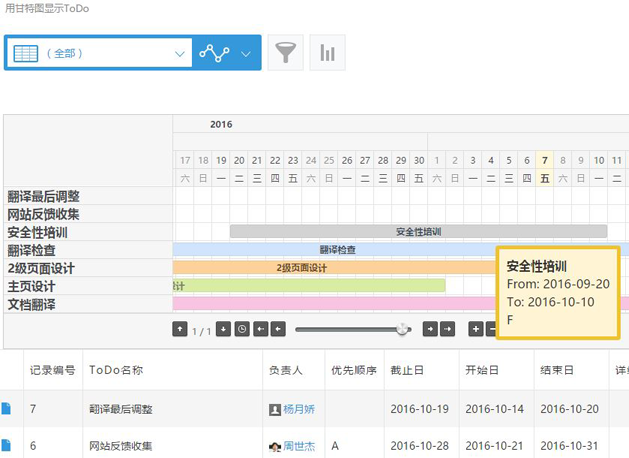 用甘特图显示ToDo
（全部）
2016
17 18 19 20 21 22 23 24 25 26 27 28 29 30 1 2 3 4 5 6 7 8 9 10 11
六 日 一 二 三 四 五 六 日 一 二 三 四 五 六 日 一 二 三 四 五 六 日 一 二
翻译最后调整
网站反馈收集
安全性培训 安全性培训
翻译检查 翻译检查
2级页面设计 2级页面设计
主页设计 计
文档翻译
安全性培训
From: 2016-09-20
To: 2016-10-10
F
1 / 1
记录编号 ToDo名称 负责人 优先顺序 截止日 开始日 结束日
7 翻译最后调整 杨月娇 2016-10-19 2016-10-14 2016-10-20
6 网站反馈收集 周世杰 A 2016-10-28 2016-10-21 2016-10-31